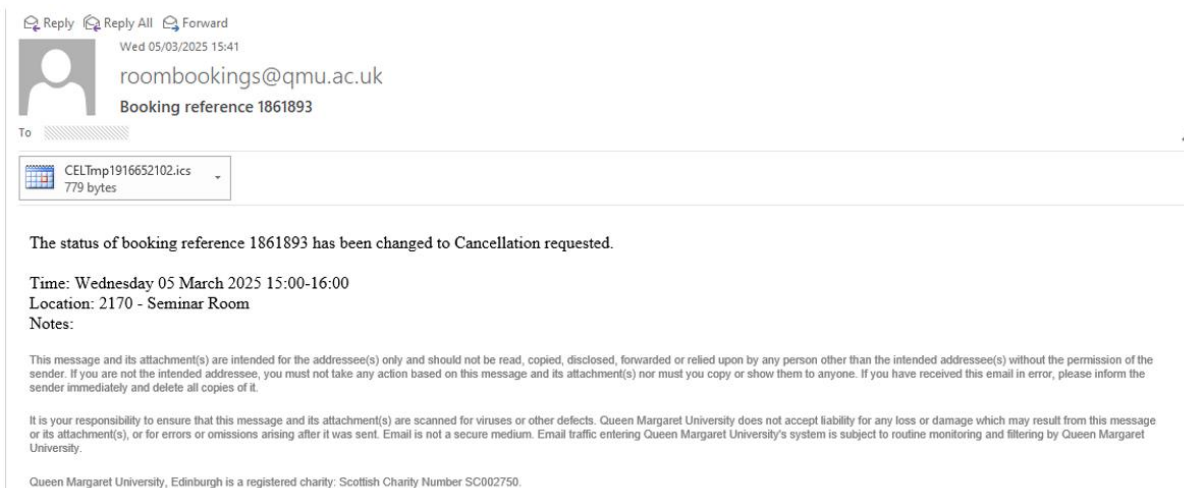 Reply Reply All Forward
Wed 05/03/2025 15:41
roombookings@qmu.ac.uk
Booking reference 1861893
To
CELTmp1916652102.ics
779 bytes
The status of booking reference 1861893 has been changed to Cancellation requested.
Time: Wednesday 05 March 2025 15:00-16:00
Location: 2170 - Seminar Room
Notes:
This message and its attachment(s) are intended for the addressee(s) only and should not be read, copied, disclosed, forwarded or relied upon by any person other than the intended addressee(s) without the permission of the
sender. If you are not the intended addressee, you must not take any action based on this message and its attachment(s) nor must you copy or show them to anyone. If you have received this email in error, please inform the
sender immediately and delete all copies of it.
It is your responsibility to ensure that this message and its attachment(s) are scanned for viruses or other defects. Queen Margaret University does not accept liability for any loss or damage which may result from this message
or its attachment(s), or for errors or omissions arising after it was sent. Email is not a secure medium. Email traffic entering Queen Margaret University's system is subject to routine monitoring and filtering by Queen Margaret
University.
Queen Margaret University, Edinburgh is a registered charity: Scottish Charity Number SC002750.